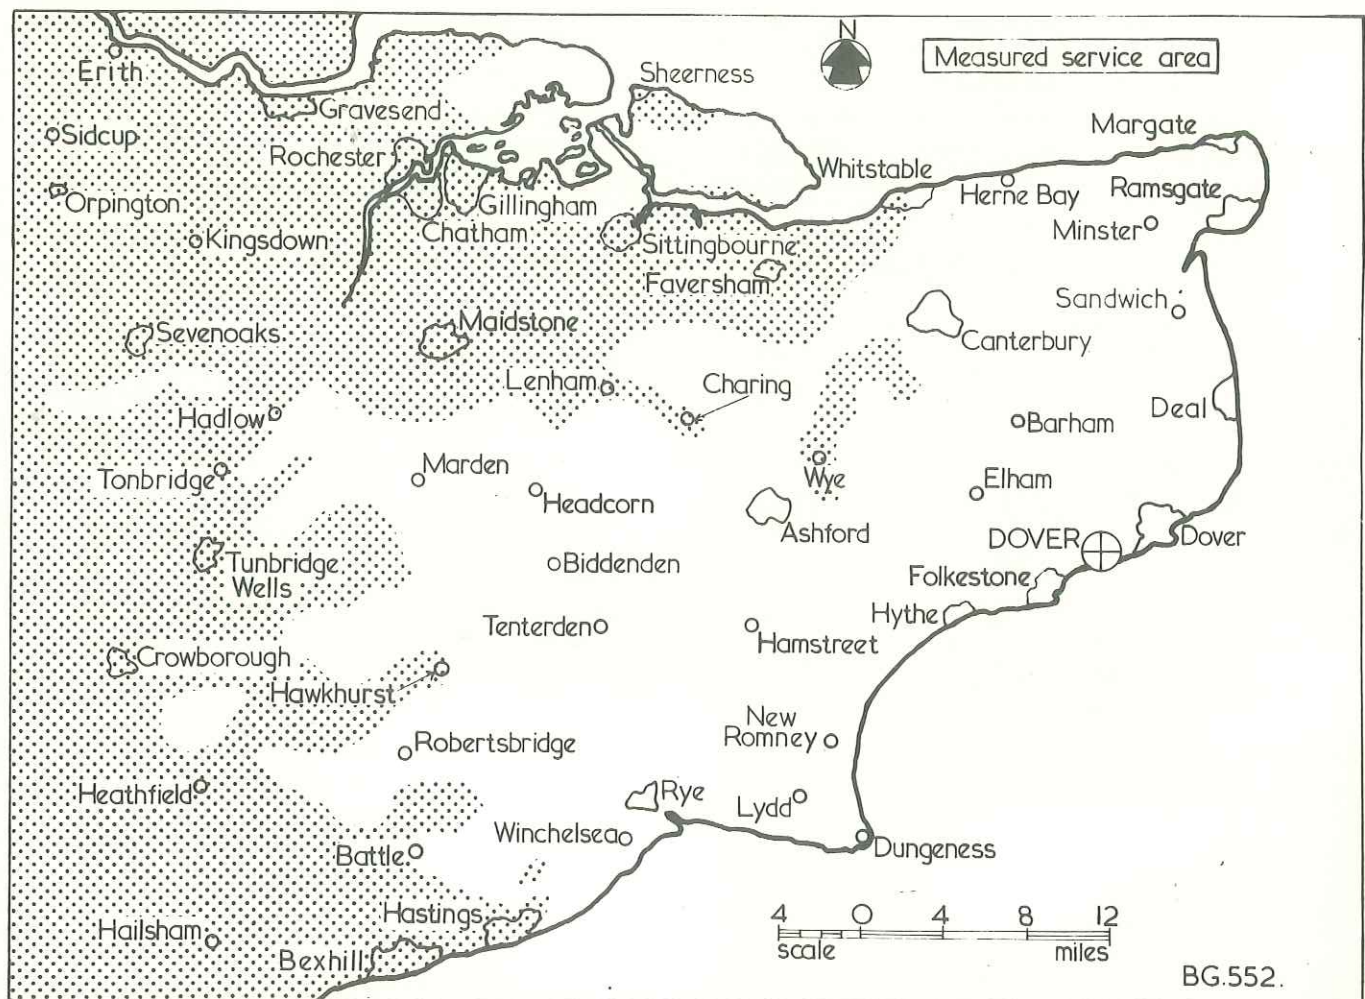 N
Measured service area
Sheerness
Erith
Gravesend
Margate
Sidcup
Rochester
Whitstable
Herne Bay
Ramsgate
Orpington
Gillingham
Chatham
Minster
Kingsdown
Sittingbourne
Faversham
Sandwich
Sevenoaks
Maidstone
Canterbury
Lenham
Charing
Deal
Hadlow
Barham
Marden
Tonbridge
Wye
Elham
Headcorn
Ashford
DOVER
Dover
Tunbridge
Wells
Biddenden
Folkestone
Hythe
Tenterden
Hamstreet
Crowborough
Hawkhurst
New
Romney
Robertsbridge
Heathfield
Rye
Lydd
Winchelsea
Battle
Dungeness
Hastings
Hailsham
Bexhill
4 0 4 8 12
scale miles
BG.552.